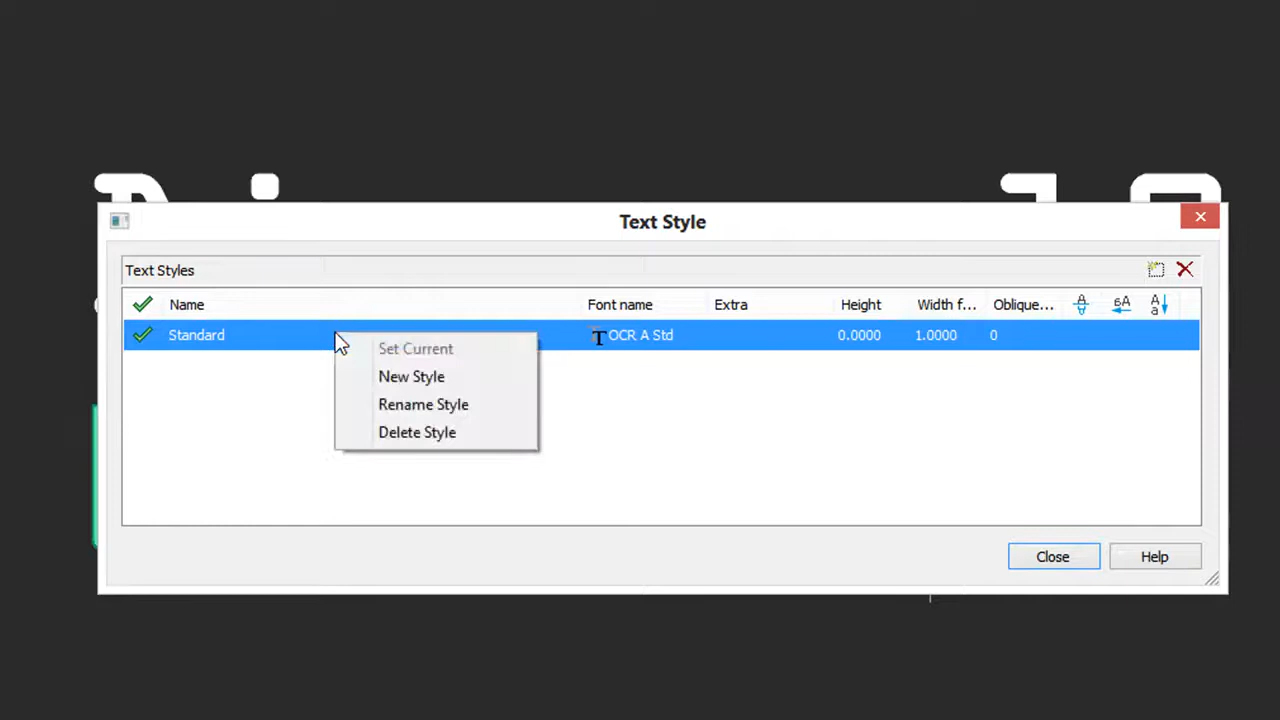 Text Style
Text Styles
Name Font name Extra Height Width f... Oblique...
Standard OCR A Std 0.0000 1.0000 0
Set Current
New Style
Rename Style
Delete Style
Close Help